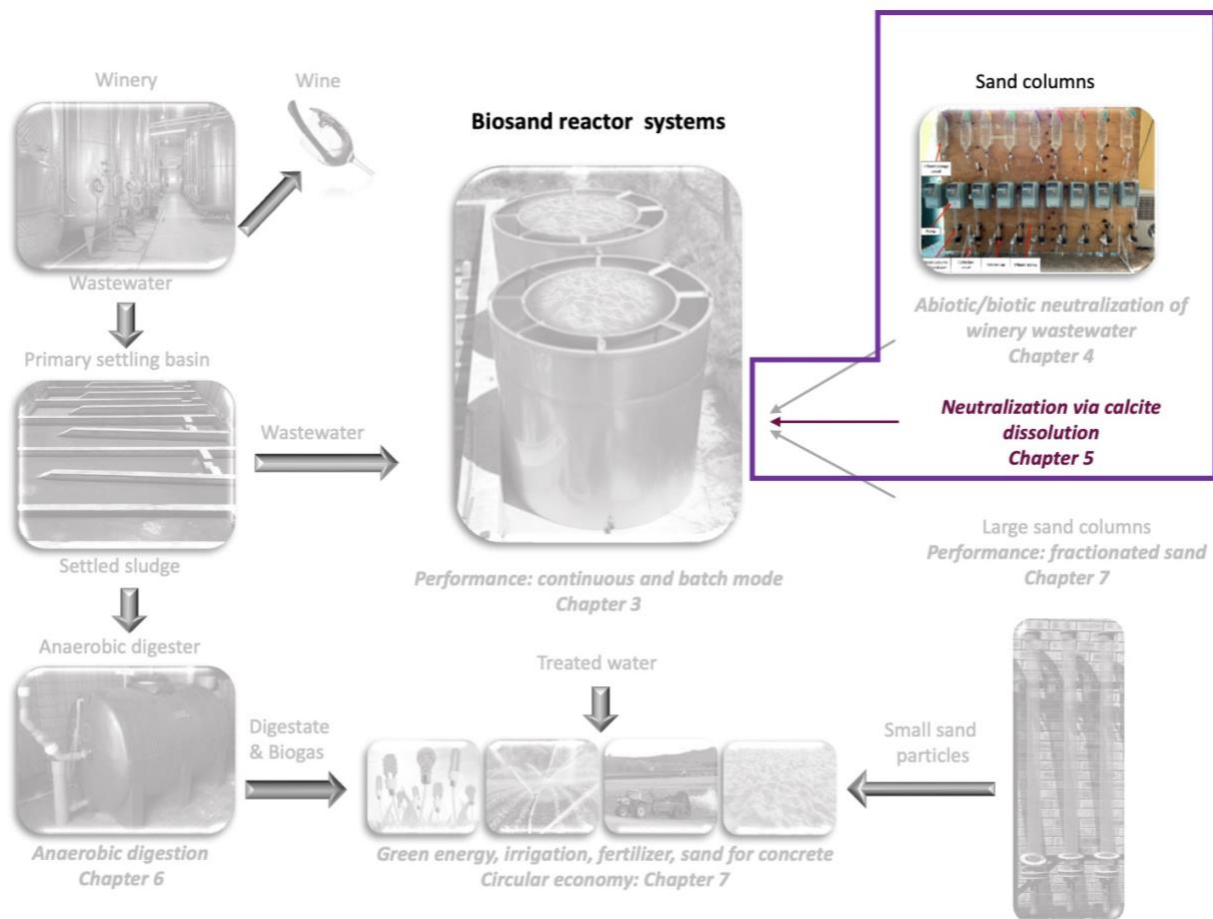 Winery
Wine
Wastewater
Primary settling basin
Wastewater
Settled sludge
Anaerobic digester
Digestate
& Biogas
Anaerobic digestion
Chapter 6
Biosand reactor systems
Performance: continuous and batch mode
Chapter 3
Treated water
Green energy, irrigation, fertilizer, sand for concrete
Circular economy: Chapter 7
Sand columns
Abiotic/biotic neutralization of
winery wastewater
Chapter 4
Neutralization via calcite
dissolution
Chapter 5
Large sand columns
Performance: fractionated sand
Chapter 7
Small sand
particles